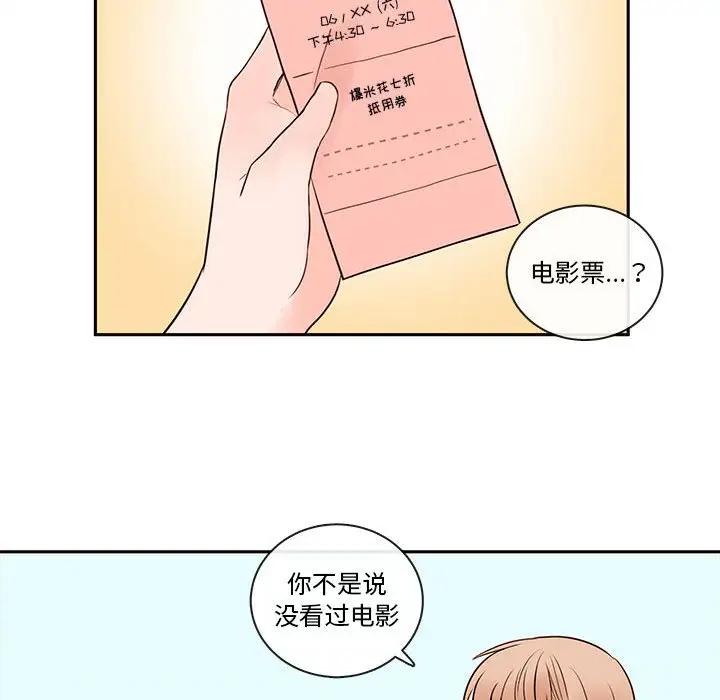 06 / XX (六)
下午4:30 ~ 6:30
爆米花七折
抵用券
电影票...?
你不是说
没看过电影